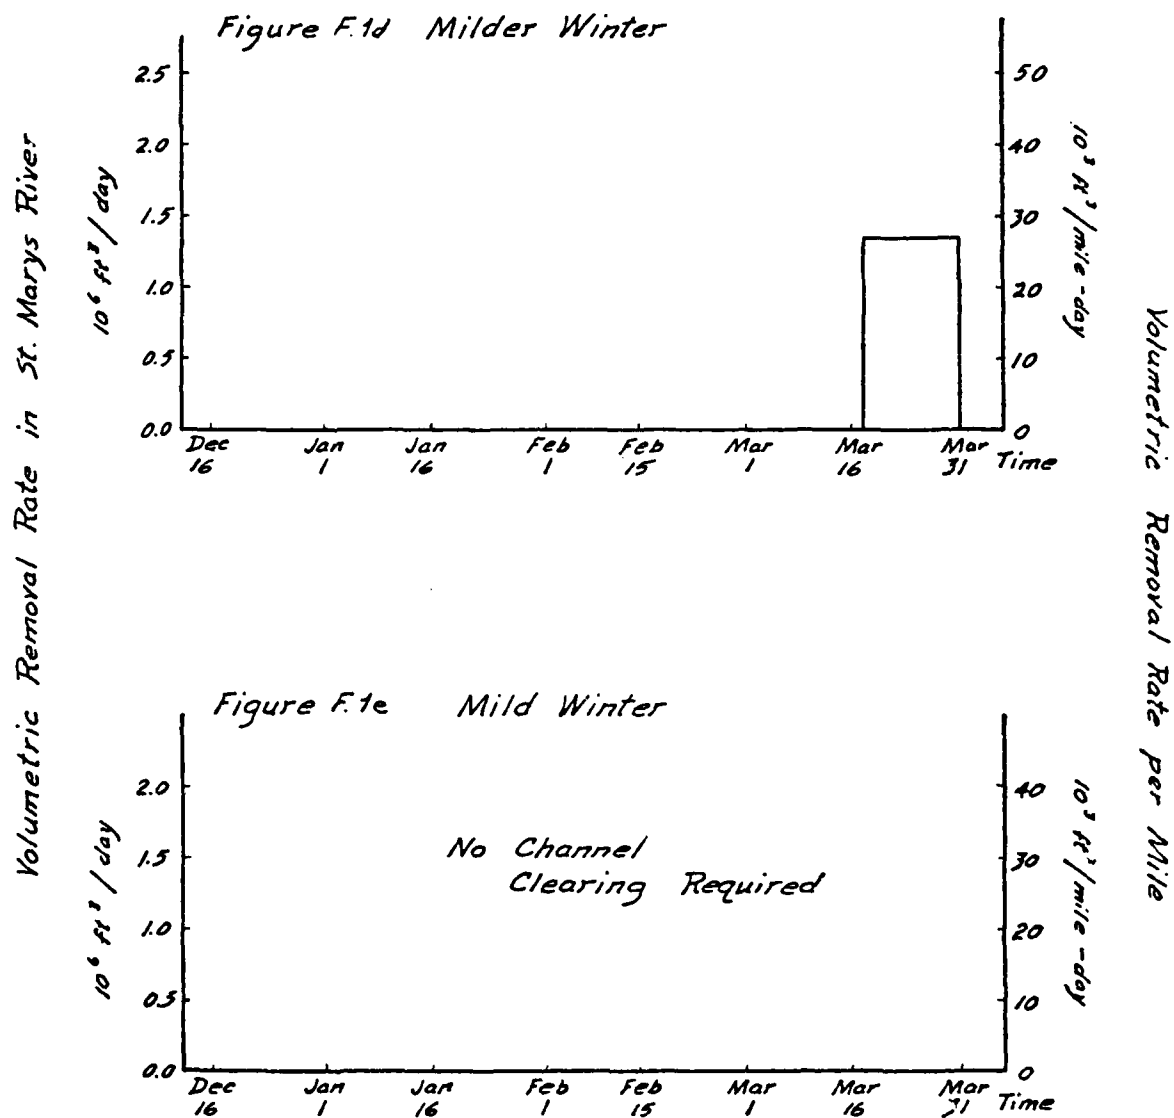 Figure F.1d Milder Winter
Volumetric Removal Rate in St. Marys River
10⁶ ft³/day
2.5
2.0
1.5
1.0
0.5
0.0
50
40
30
20
10
0
10³ ft³/mile-day
Volumetric Removal Rate per Mile
Dec 16
Jan 1
Jan 16
Feb 1
Feb 15
Mar 1
Mar 16
Mar 31
Time
Figure F.1e Mild Winter
10⁶ ft³/day
2.0
1.5
1.0
0.5
0.0
No Channel
Clearing Required
40
30
20
10
0
10³ ft³/mile-day
Dec 16
Jan 1
Jan 16
Feb 1
Feb 15
Mar 1
Mar 16
Mar 31
Time